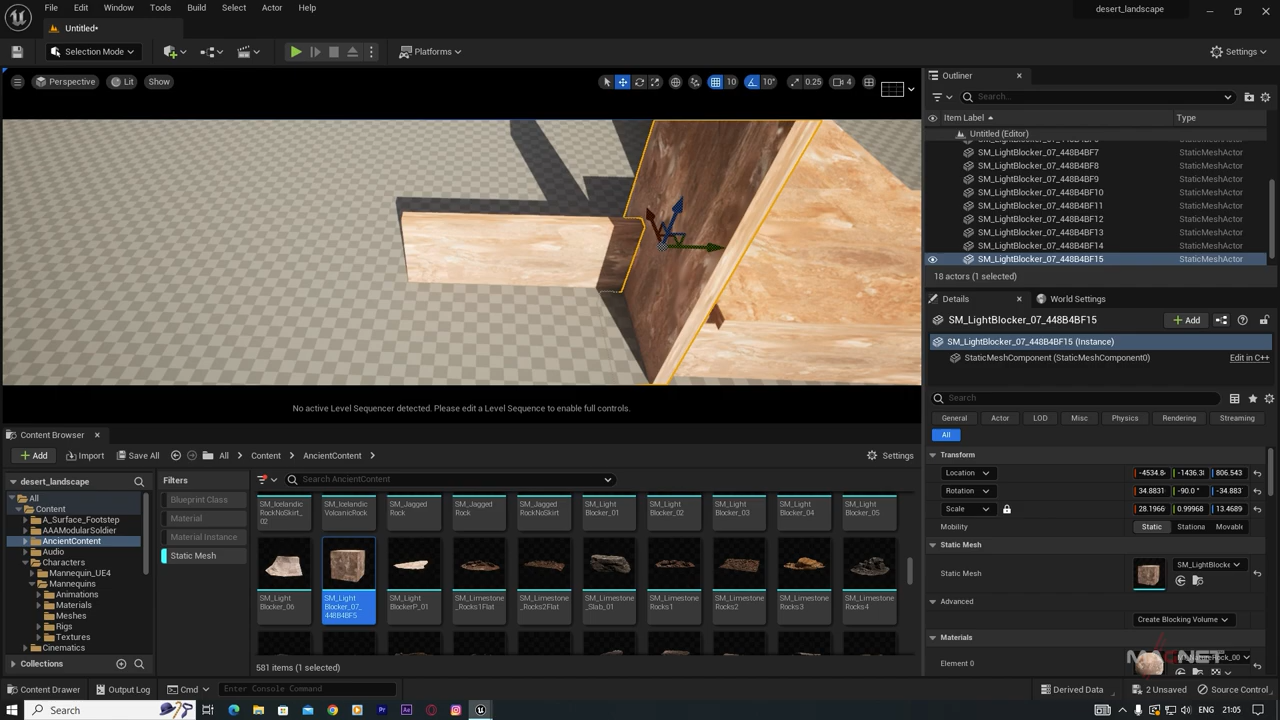 File Edit Window Tools Build Select Actor Help
desert_landscape
Untitled*
Selection Mode
Platforms
Settings
Perspective Lit Show
10 10° 0.25 4
No active Level Sequencer detected. Please edit a Level Sequence to enable full controls.
Outliner
Search...
Item Label Type
Untitled (Editor)
SM_LightBlocker_07_448B4BF7 StaticMeshActor
SM_LightBlocker_07_448B4BF8 StaticMeshActor
SM_LightBlocker_07_448B4BF9 StaticMeshActor
SM_LightBlocker_07_448B4BF10 StaticMeshActor
SM_LightBlocker_07_448B4BF11 StaticMeshActor
SM_LightBlocker_07_448B4BF12 StaticMeshActor
SM_LightBlocker_07_448B4BF13 StaticMeshActor
SM_LightBlocker_07_448B4BF14 StaticMeshActor
SM_LightBlocker_07_448B4BF15 StaticMeshActor
18 actors (1 selected)
Details World Settings
SM_LightBlocker_07_448B4BF15 Add
SM_LightBlocker_07_448B4BF15 (Instance)
StaticMeshComponent (StaticMeshComponent0) Edit in C++
Search
General Actor LOD Misc Physics Rendering Streaming
All
Transform
Location -4534.8 -1436.3 806.543
Rotation 34.8831 -90.0 ° -34.883
Scale 28.1966 0.99968 13.4689
Mobility Static Stationa Movable
Static Mesh
Static Mesh SM_LightBlocke
Advanced
Create Blocking Volume
Materials
Element 0
Content Browser
Add Import Save All All Content AncientContent Settings
desert_landscape
All
Content
A_Surface_Footstep
AAAModularSoldier
AncientContent
Audio
Characters
Mannequin_UE4
Mannequins
Animations
Materials
Meshes
Rigs
Textures
Cinematics
Collections
Filters
Blueprint Class
Material
Material Instance
Static Mesh
Search AncientContent
SM_Icelandic RockNoSkirt_ 02
SM_Icelandic VolcanicRock
SM_Jagged Rock
SM_Jagged Rock
SM_Jagged RockNoSkirt
SM_Light Blocker_01
SM_Light Blocker_02
SM_Light Blocker_03
SM_Light Blocker_04
SM_Light Blocker_05
SM_Light Blocker_06
SM_Light Blocker_07_ 448B4BF5
SM_Light BlockerP_01
SM_Limestone _Rocks1Flat
SM_Limestone _Rocks2Flat
SM_Limestone _Slab_01
SM_Limestone Rocks1
SM_Limestone Rocks2
SM_Limestone Rocks3
SM_Limestone Rocks4
581 items (1 selected)
Content Drawer Output Log Cmd Enter Console Command Derived Data 2 Unsaved Source Control
Search
ENG 21:05